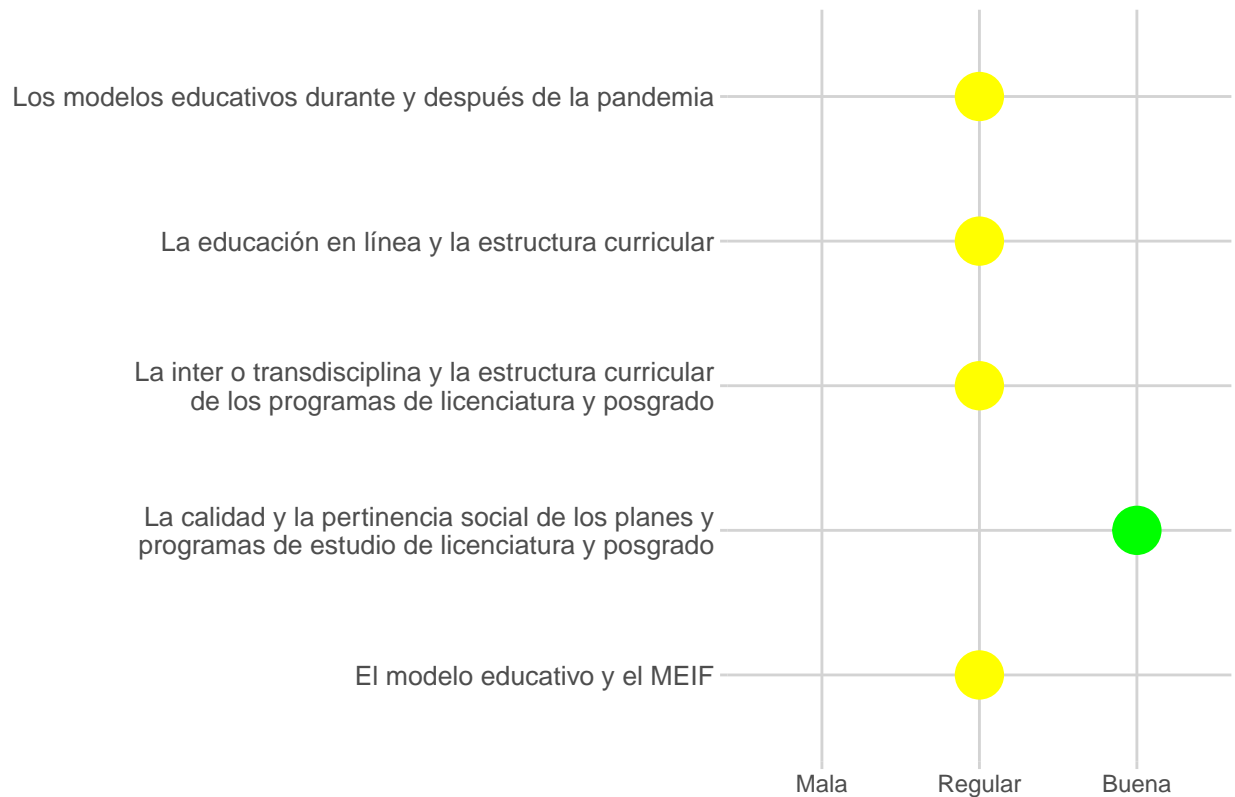 Los modelos educativos durante y después de la pandemia
La educación en línea y la estructura curricular
La inter o transdisciplina y la estructura curricular
de los programas de licenciatura y posgrado
La calidad y la pertinencia social de los planes y
programas de estudio de licenciatura y posgrado
El modelo educativo y el MEIF
Mala
Regular
Buena